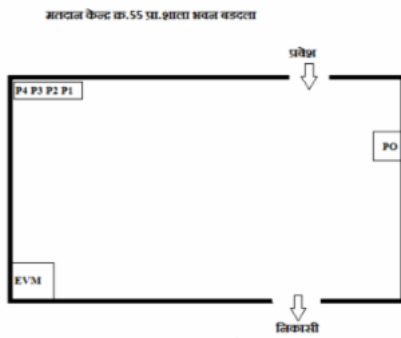 मतदान केन्द्र क्र.55 प्रा.शाला भवन बडदला
प्रवेश
P4 P3 P2 P1
PO
EVM
निकासी